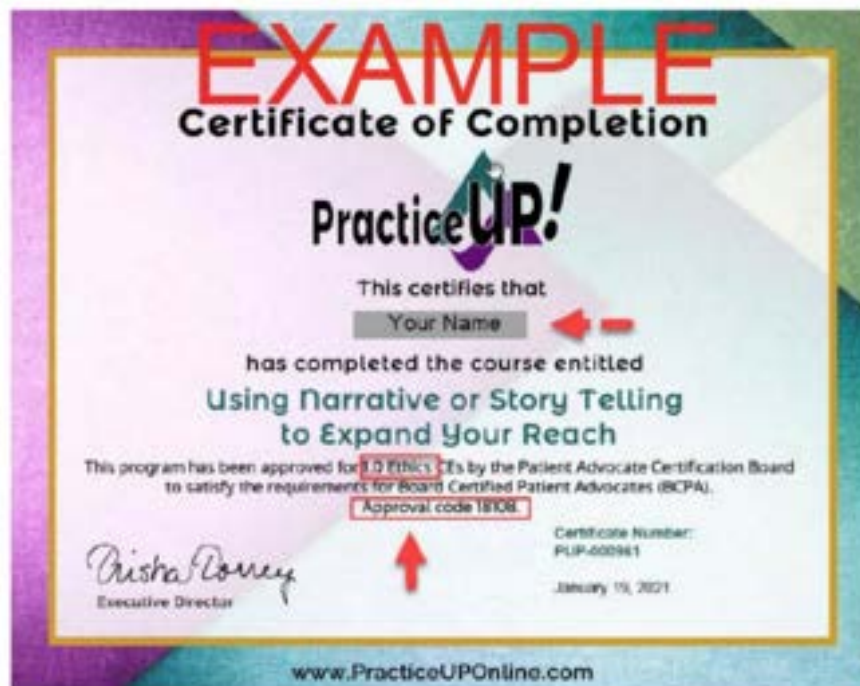 EXAMPLE
Certificate of Completion
PracticeUP!
This certifies that
Your Name
has completed the course entitled
Using Narrative or Story Telling
to Expand Your Reach
This program has been approved for 1.0 Ethics CEs by the Patient Advocate Certification Board
to satisfy the requirements for Board Certified Patient Advocates (BCPA).
Approval code 18108.
Certificate Number:
PUP-000961
Trisha Torrey
January 19, 2021
Executive Director
www.PracticeUPOnline.com